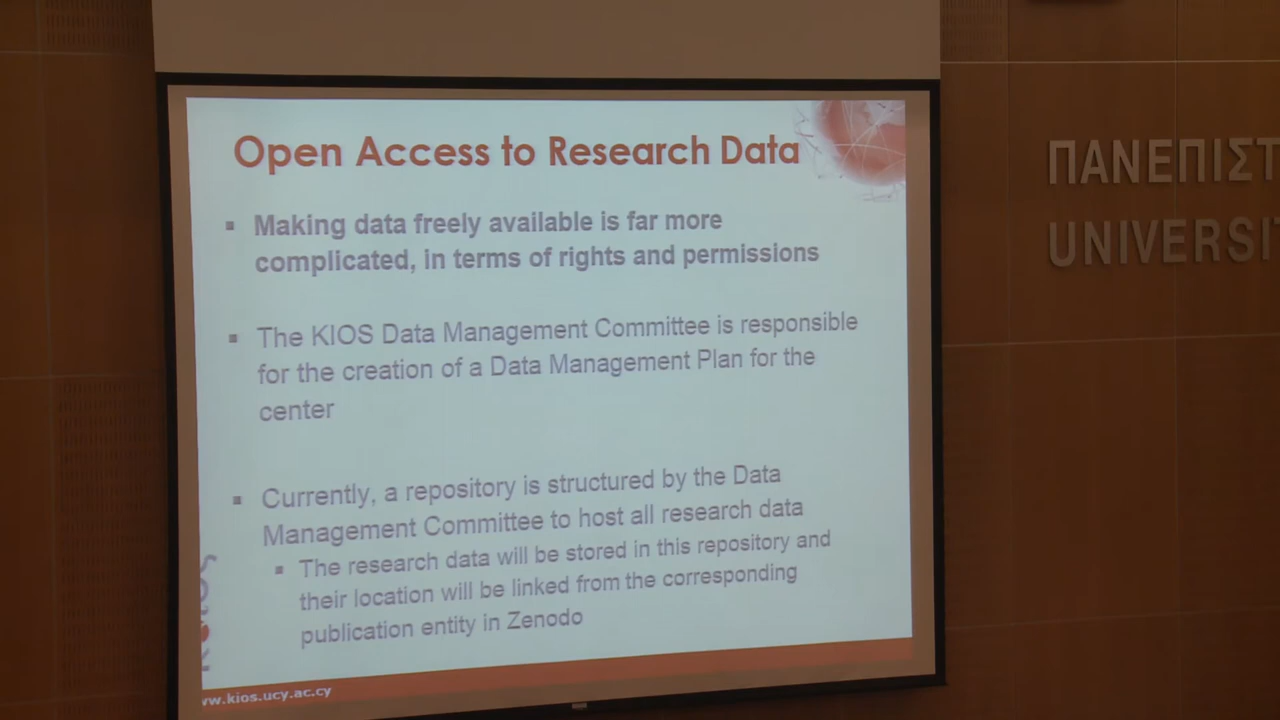 Open Access to Research Data
▪ Making data freely available is far more
complicated, in terms of rights and permissions
▪ The KIOS Data Management Committee is responsible
for the creation of a Data Management Plan for the
center
▪ Currently, a repository is structured by the Data
Management Committee to host all research data
▪ The research data will be stored in this repository and
their location will be linked from the corresponding
publication entity in Zenodo
KIOS
ww.kios.ucy.ac.cy
ΠΑΝΕΠΙΣΤ
UNIVERSIT